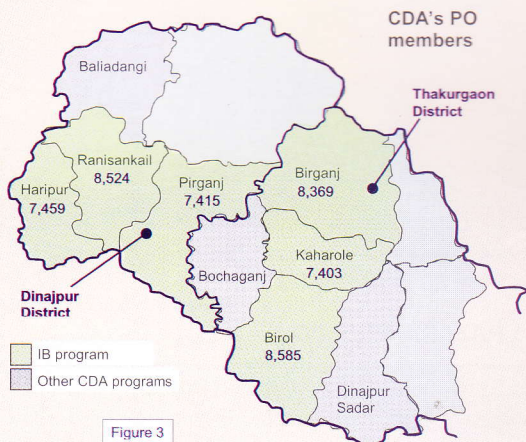 CDA's PO
members
Baliadangi
Thakurgaon
District
Ranisankail
8,524
Haripur
7,459
Pirganj
7,415
Birganj
8,369
Kaharole
7,403
Bochaganj
Dinajpur
District
Birol
8,585
IB program
Other CDA programs
Dinajpur
Sadar
Figure 3